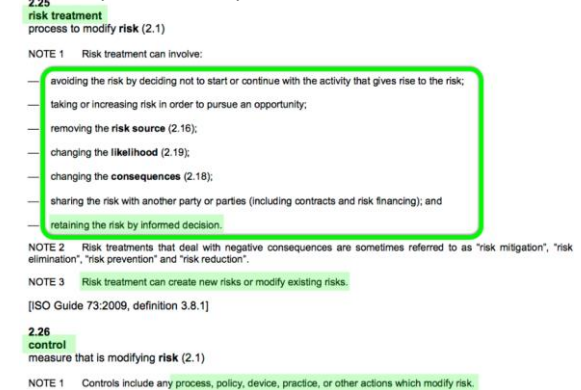 2.25
risk treatment
process to modify risk (2.1)
NOTE 1 Risk treatment can involve:
— avoiding the risk by deciding not to start or continue with the activity that gives rise to the risk;
— taking or increasing risk in order to pursue an opportunity;
— removing the risk source (2.16);
— changing the likelihood (2.19);
— changing the consequences (2.18);
— sharing the risk with another party or parties (including contracts and risk financing); and
— retaining the risk by informed decision.
NOTE 2 Risk treatments that deal with negative consequences are sometimes referred to as "risk mitigation", "risk
elimination", "risk prevention" and "risk reduction".
NOTE 3 Risk treatment can create new risks or modify existing risks.
[ISO Guide 73:2009, definition 3.8.1]
2.26
control
measure that is modifying risk (2.1)
NOTE 1 Controls include any process, policy, device, practice, or other actions which modify risk.